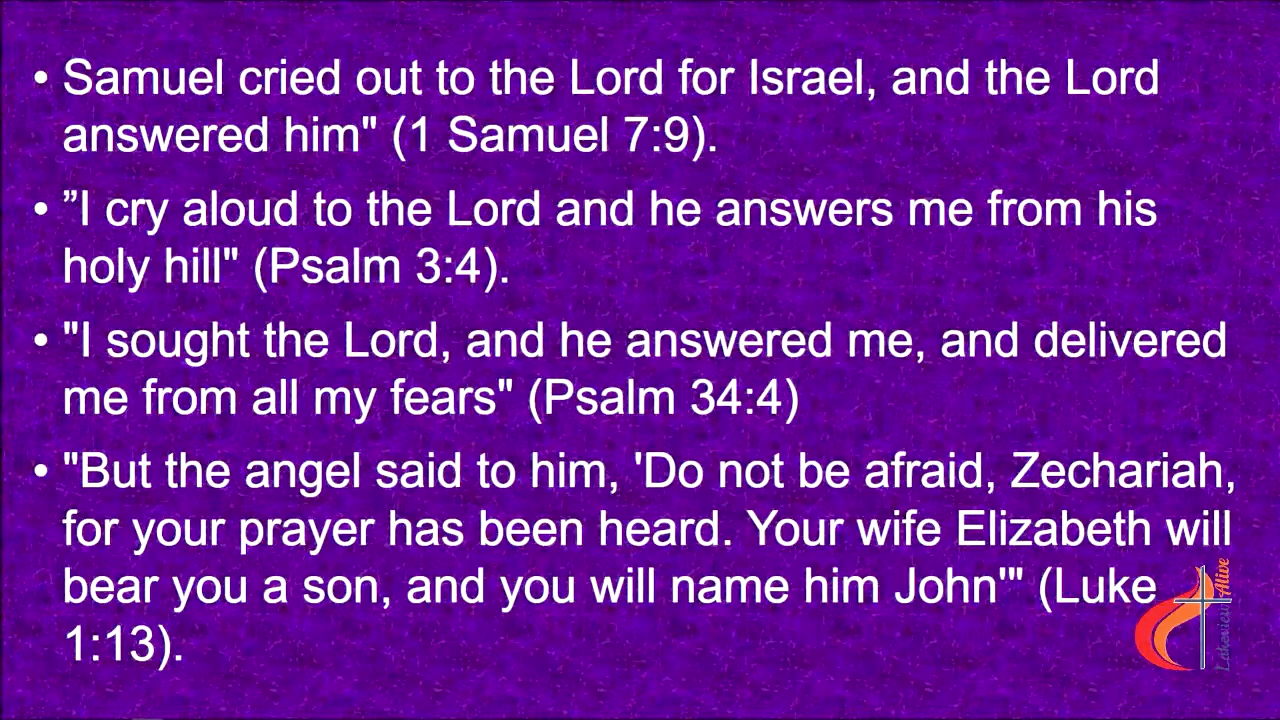 • Samuel cried out to the Lord for Israel, and the Lord
answered him" (1 Samuel 7:9).
• ”I cry aloud to the Lord and he answers me from his
holy hill" (Psalm 3:4).
• "I sought the Lord, and he answered me, and delivered
me from all my fears" (Psalm 34:4)
• "But the angel said to him, 'Do not be afraid, Zechariah,
for your prayer has been heard. Your wife Elizabeth will
bear you a son, and you will name him John'" (Luke
1:13).
Lakeview Alive